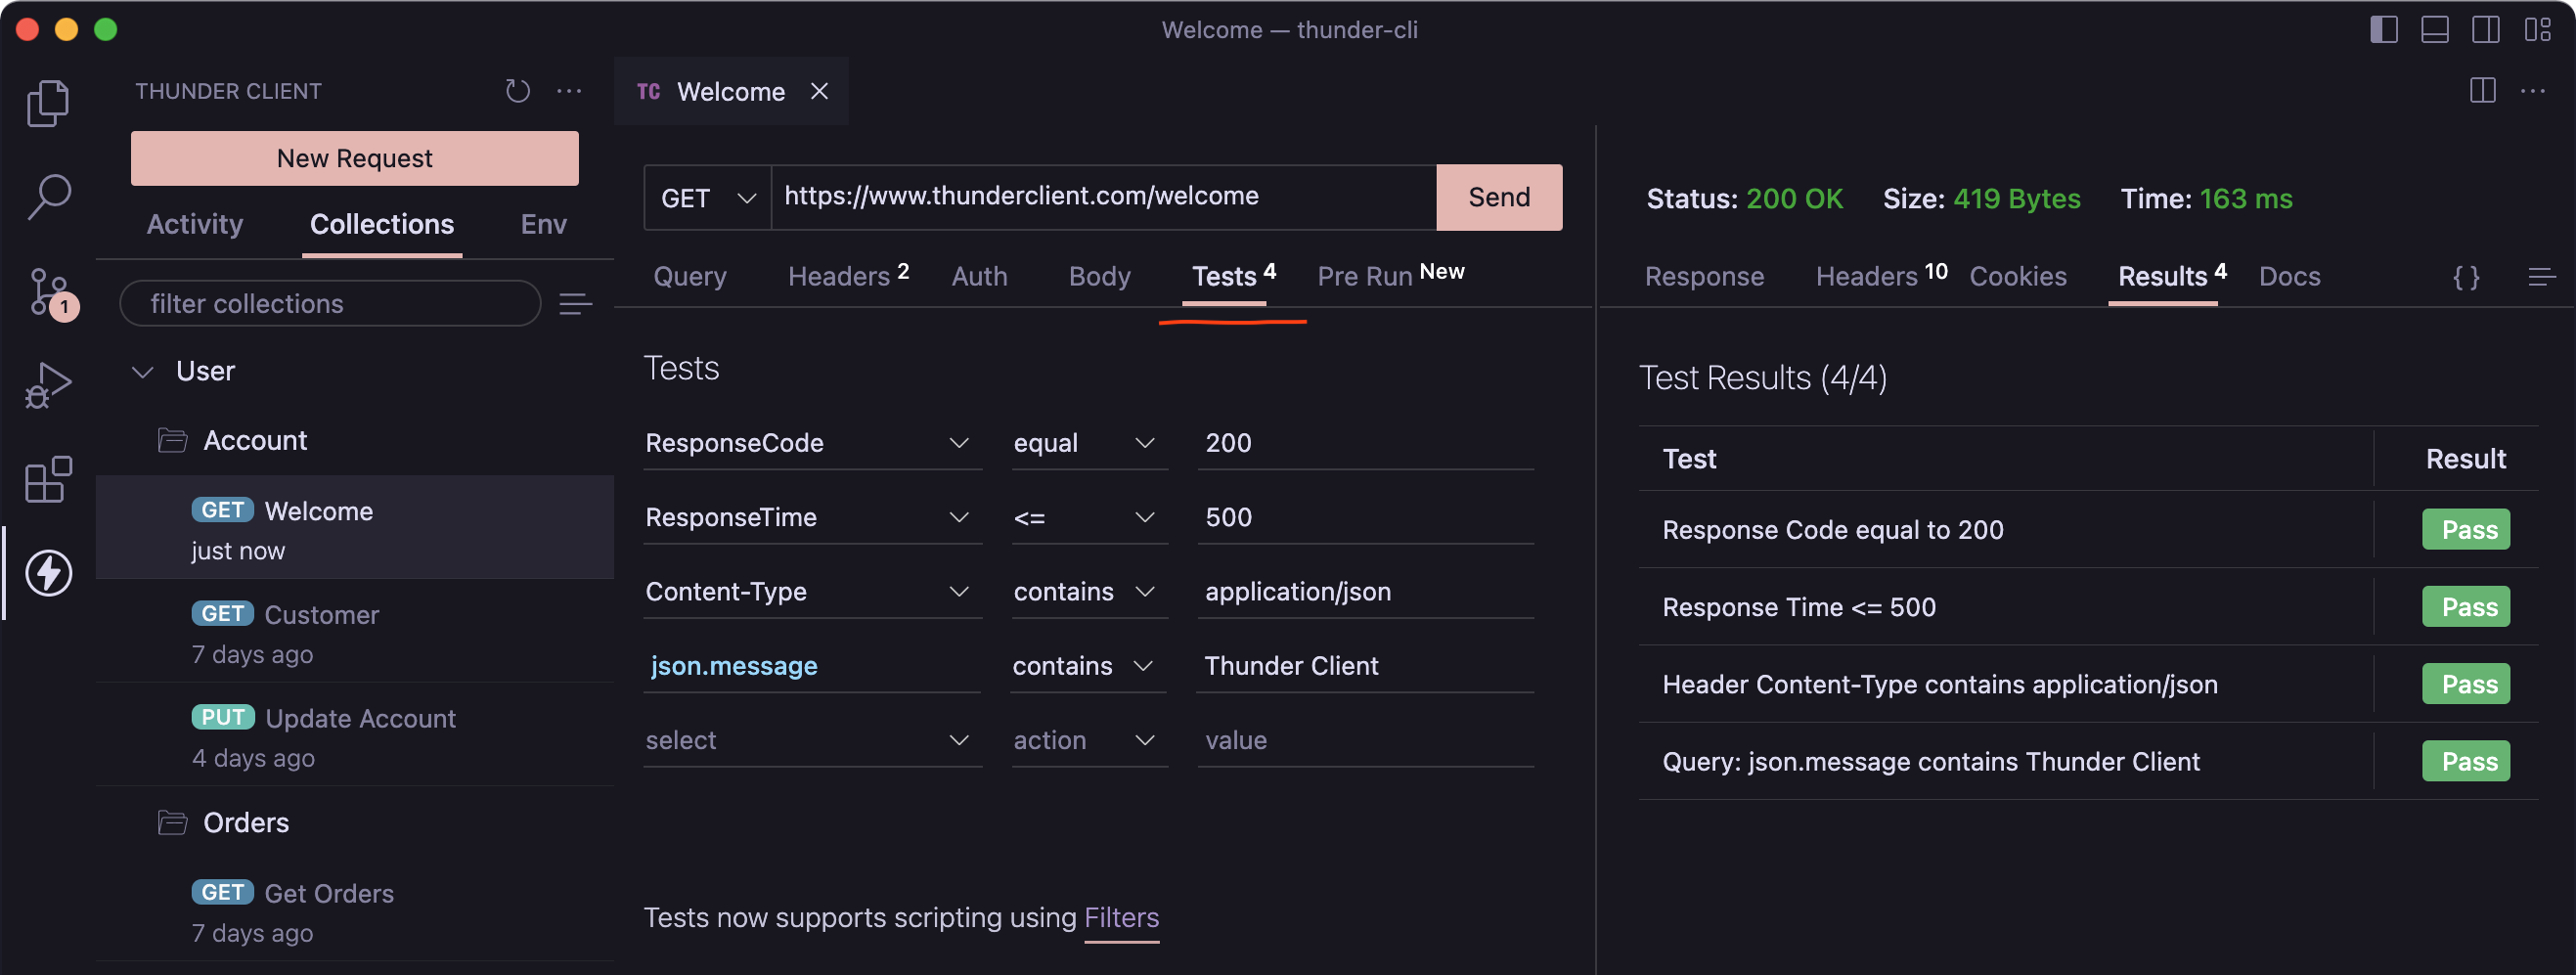 Welcome — thunder-cli
THUNDER CLIENT
New Request
Activity Collections Env
filter collections
1
User
Account
GET Welcome
just now
GET Customer
7 days ago
PUT Update Account
4 days ago
Orders
GET Get Orders
7 days ago
TC Welcome
GET https://www.thunderclient.com/welcome Send
Query Headers 2 Auth Body Tests 4 Pre Run New
Tests
ResponseCode equal 200
ResponseTime <= 500
Content-Type contains application/json
json.message contains Thunder Client
select action value
Tests now supports scripting using Filters
Status: 200 OK Size: 419 Bytes Time: 163 ms
Response Headers 10 Cookies Results 4 Docs { }
Test Results (4/4)
Test Result
Response Code equal to 200 Pass
Response Time <= 500 Pass
Header Content-Type contains application/json Pass
Query: json.message contains Thunder Client Pass